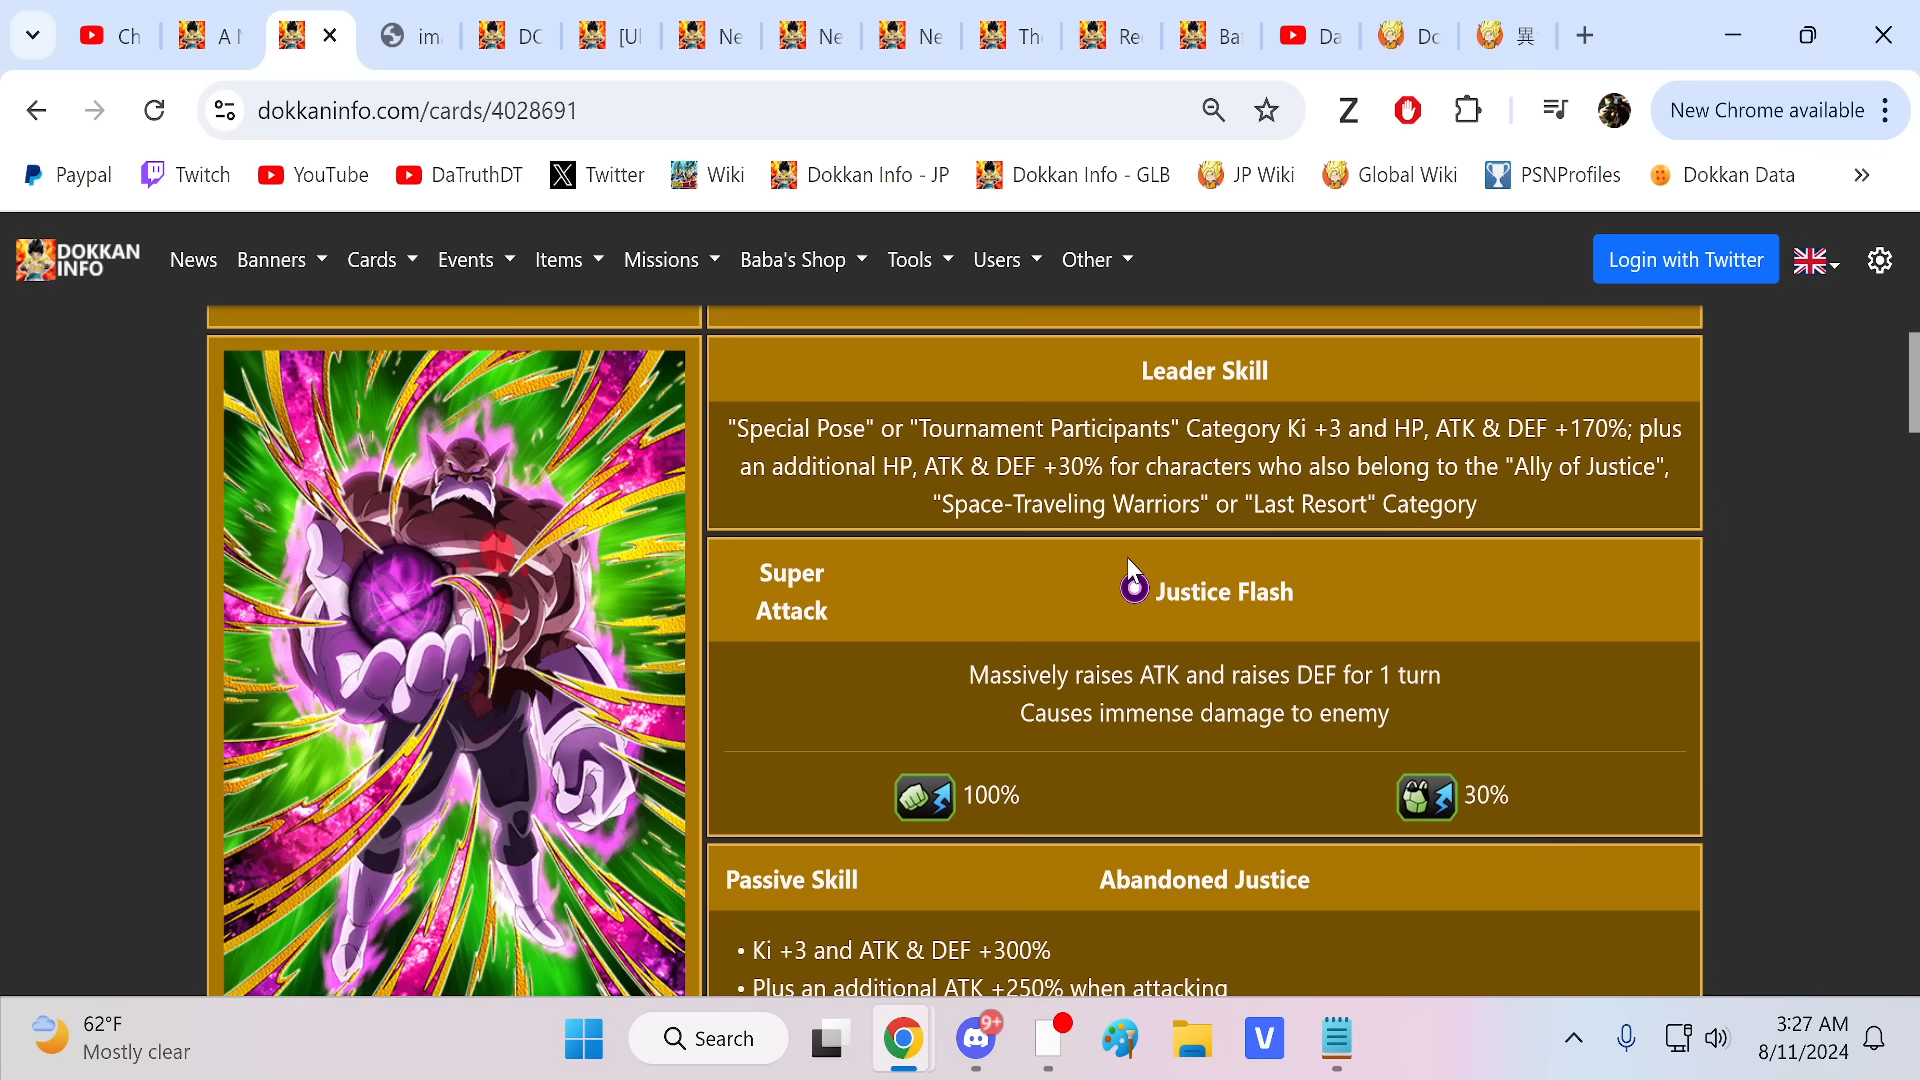 Ch
A N
im
DC
[Ul
Ne
Ne
Ne
Th
Re
Ba
Da
Dc
異
dokkaninfo.com/cards/4028691
Z
New Chrome available
Paypal
Twitch
YouTube
DaTruthDT
Twitter
Wiki
Dokkan Info - JP
Dokkan Info - GLB
JP Wiki
Global Wiki
PSNProfiles
Dokkan Data
DOKKAN
INFO
News
Banners
Cards
Events
Items
Missions
Baba's Shop
Tools
Users
Other
Login with Twitter
Leader Skill
"Special Pose" or "Tournament Participants" Category Ki +3 and HP, ATK & DEF +170%; plus
an additional HP, ATK & DEF +30% for characters who also belong to the "Ally of Justice",
"Space-Traveling Warriors" or "Last Resort" Category
Super
Attack
Justice Flash
Massively raises ATK and raises DEF for 1 turn
Causes immense damage to enemy
100%
30%
Passive Skill
Abandoned Justice
• Ki +3 and ATK & DEF +300%
• Plus an additional ATK +250% when attacking
62°F
Mostly clear
Search
9+
V
3:27 AM
8/11/2024